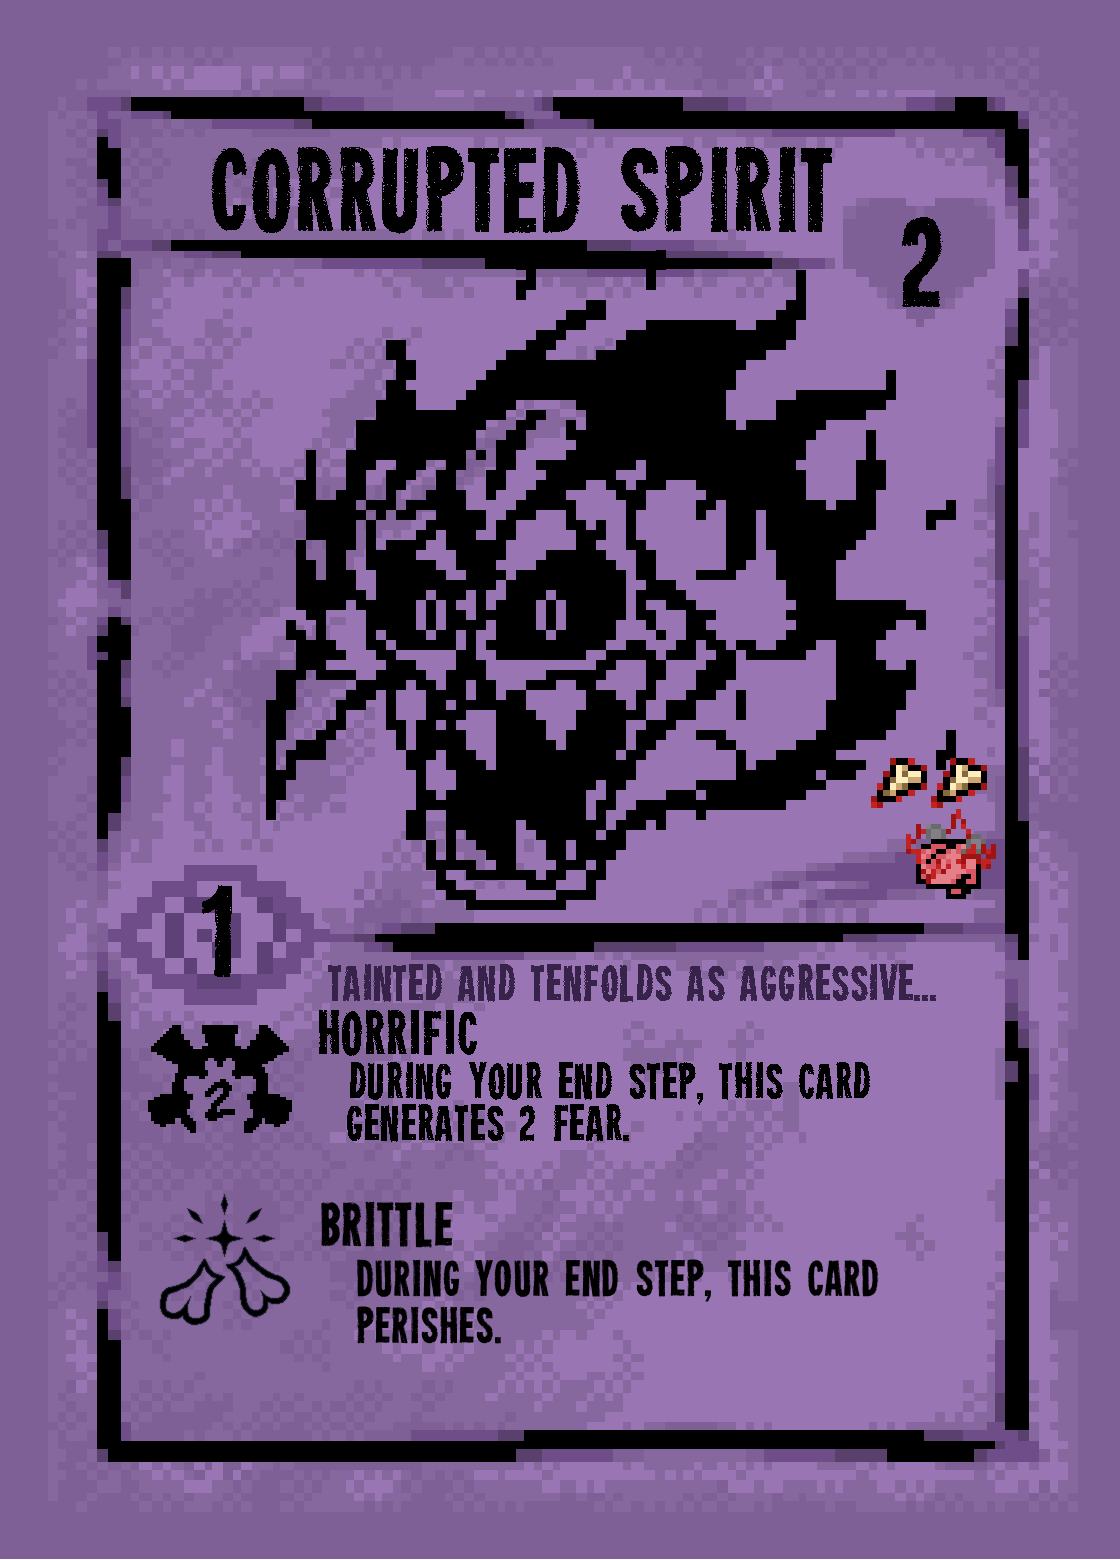 CORRUPTED SPIRIT
2
1
TAINTED AND TENFOLDS AS AGGRESSIVE...
HORRIFIC
2
DURING YOUR END STEP, THIS CARD
GENERATES 2 FEAR.
BRITTLE
DURING YOUR END STEP, THIS CARD
PERISHES.